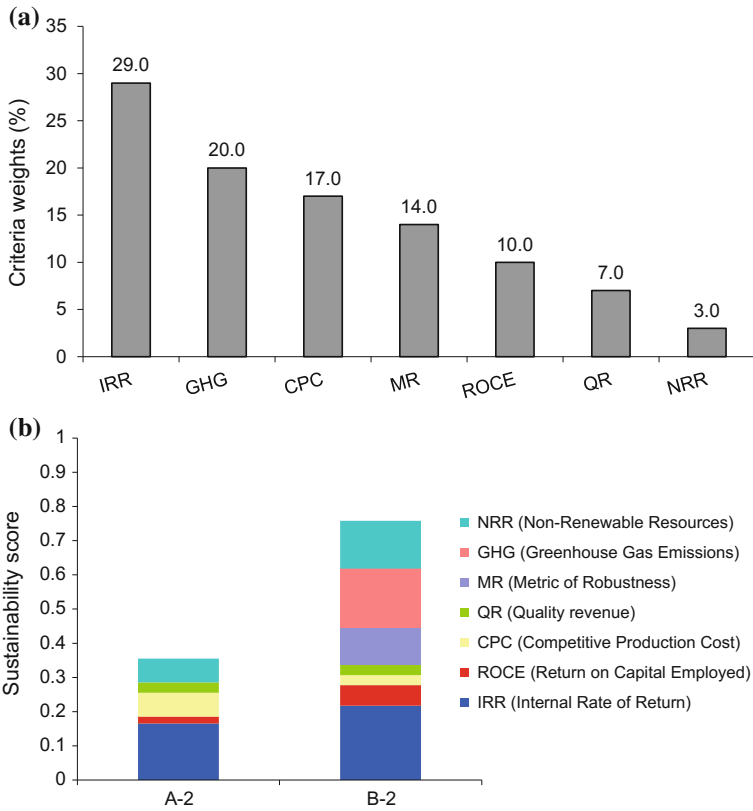 (a)
Criteria weights (%)
35
30
25
20
15
10
5
0
29.0
20.0
17.0
14.0
10.0
7.0
3.0
IRR
GHG
CPC
MR
ROCE
QR
NRR
(b)
Sustainability score
1
0.9
0.8
0.7
0.6
0.5
0.4
0.3
0.2
0.1
0
A-2
B-2
NRR (Non-Renewable Resources)
GHG (Greenhouse Gas Emissions)
MR (Metric of Robustness)
QR (Quality revenue)
CPC (Competitive Production Cost)
ROCE (Return on Capital Employed)
IRR (Internal Rate of Return)